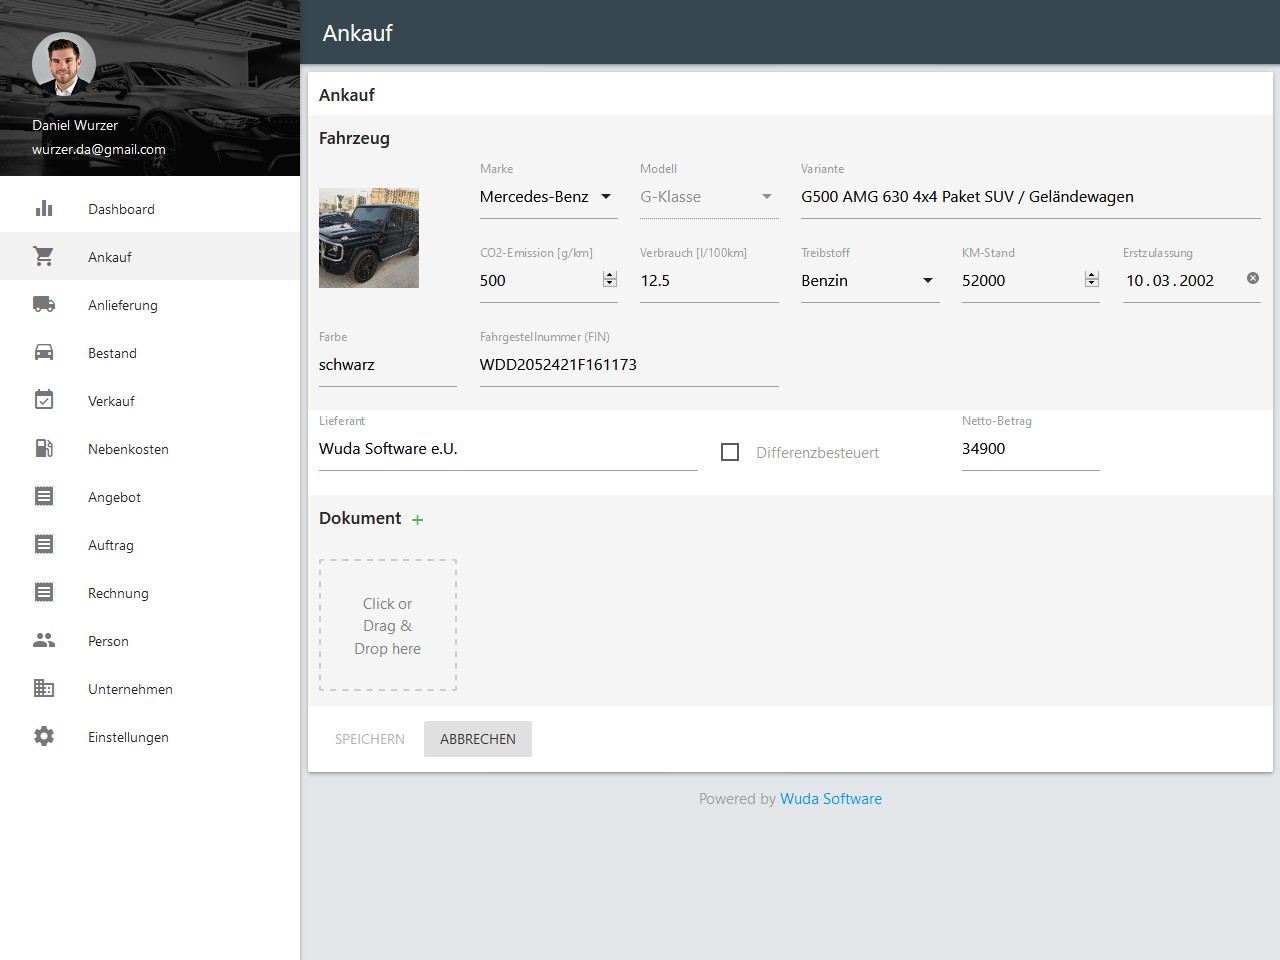 Daniel Wurzer
wurzer.da@gmail.com
Dashboard
Ankauf
Anlieferung
Bestand
Verkauf
Nebenkosten
Angebot
Auftrag
Rechnung
Person
Unternehmen
Einstellungen
Ankauf
Ankauf
Fahrzeug
Marke Modell Variante
Mercedes-Benz G-Klasse G500 AMG 630 4x4 Paket SUV / Geländewagen
CO2-Emission [g/km] Verbrauch [l/100km] Treibstoff KM-Stand Erstzulassung
500 12.5 Benzin 52000 10.03.2002
Farbe Fahrgestellnummer (FIN)
schwarz WDD2052421F161173
Lieferant Netto-Betrag
Wuda Software e.U. Differenzbesteuert 34900
Dokument +
Click or
Drag &
Drop here
SPEICHERN ABBRECHEN
Powered by Wuda Software